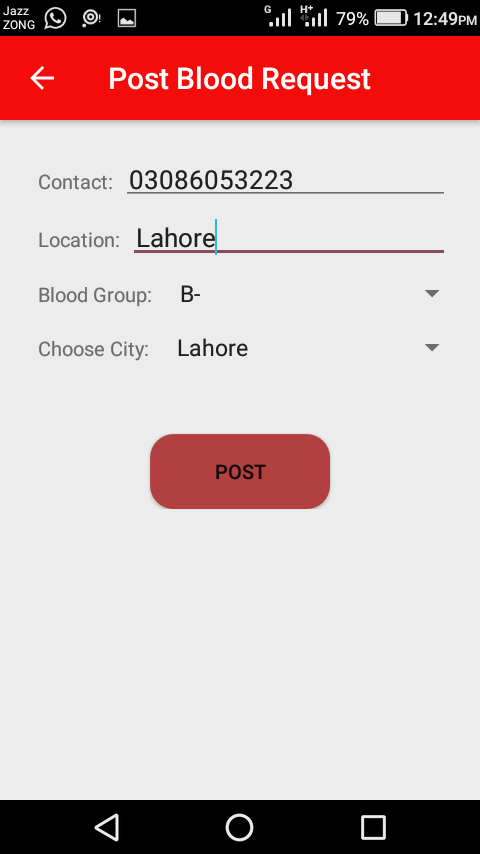 Jazz
ZONG
G H+ 79% 12:49PM
Post Blood Request
Contact: 03086053223
Location: Lahore
Blood Group: B-
Choose City: Lahore
POST